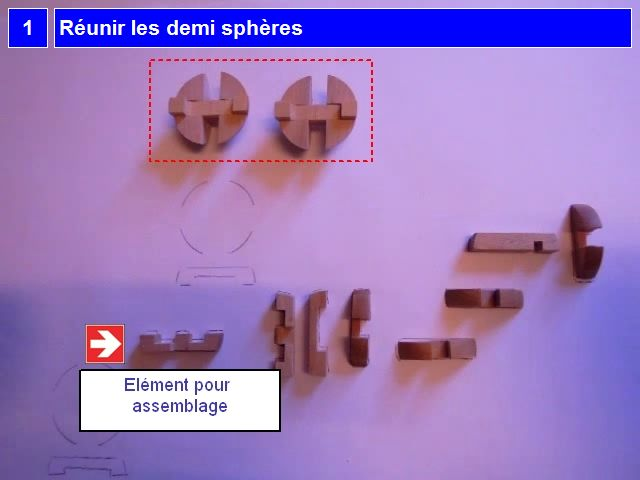 1 Réunir les demi sphères
Elément pour
assemblage